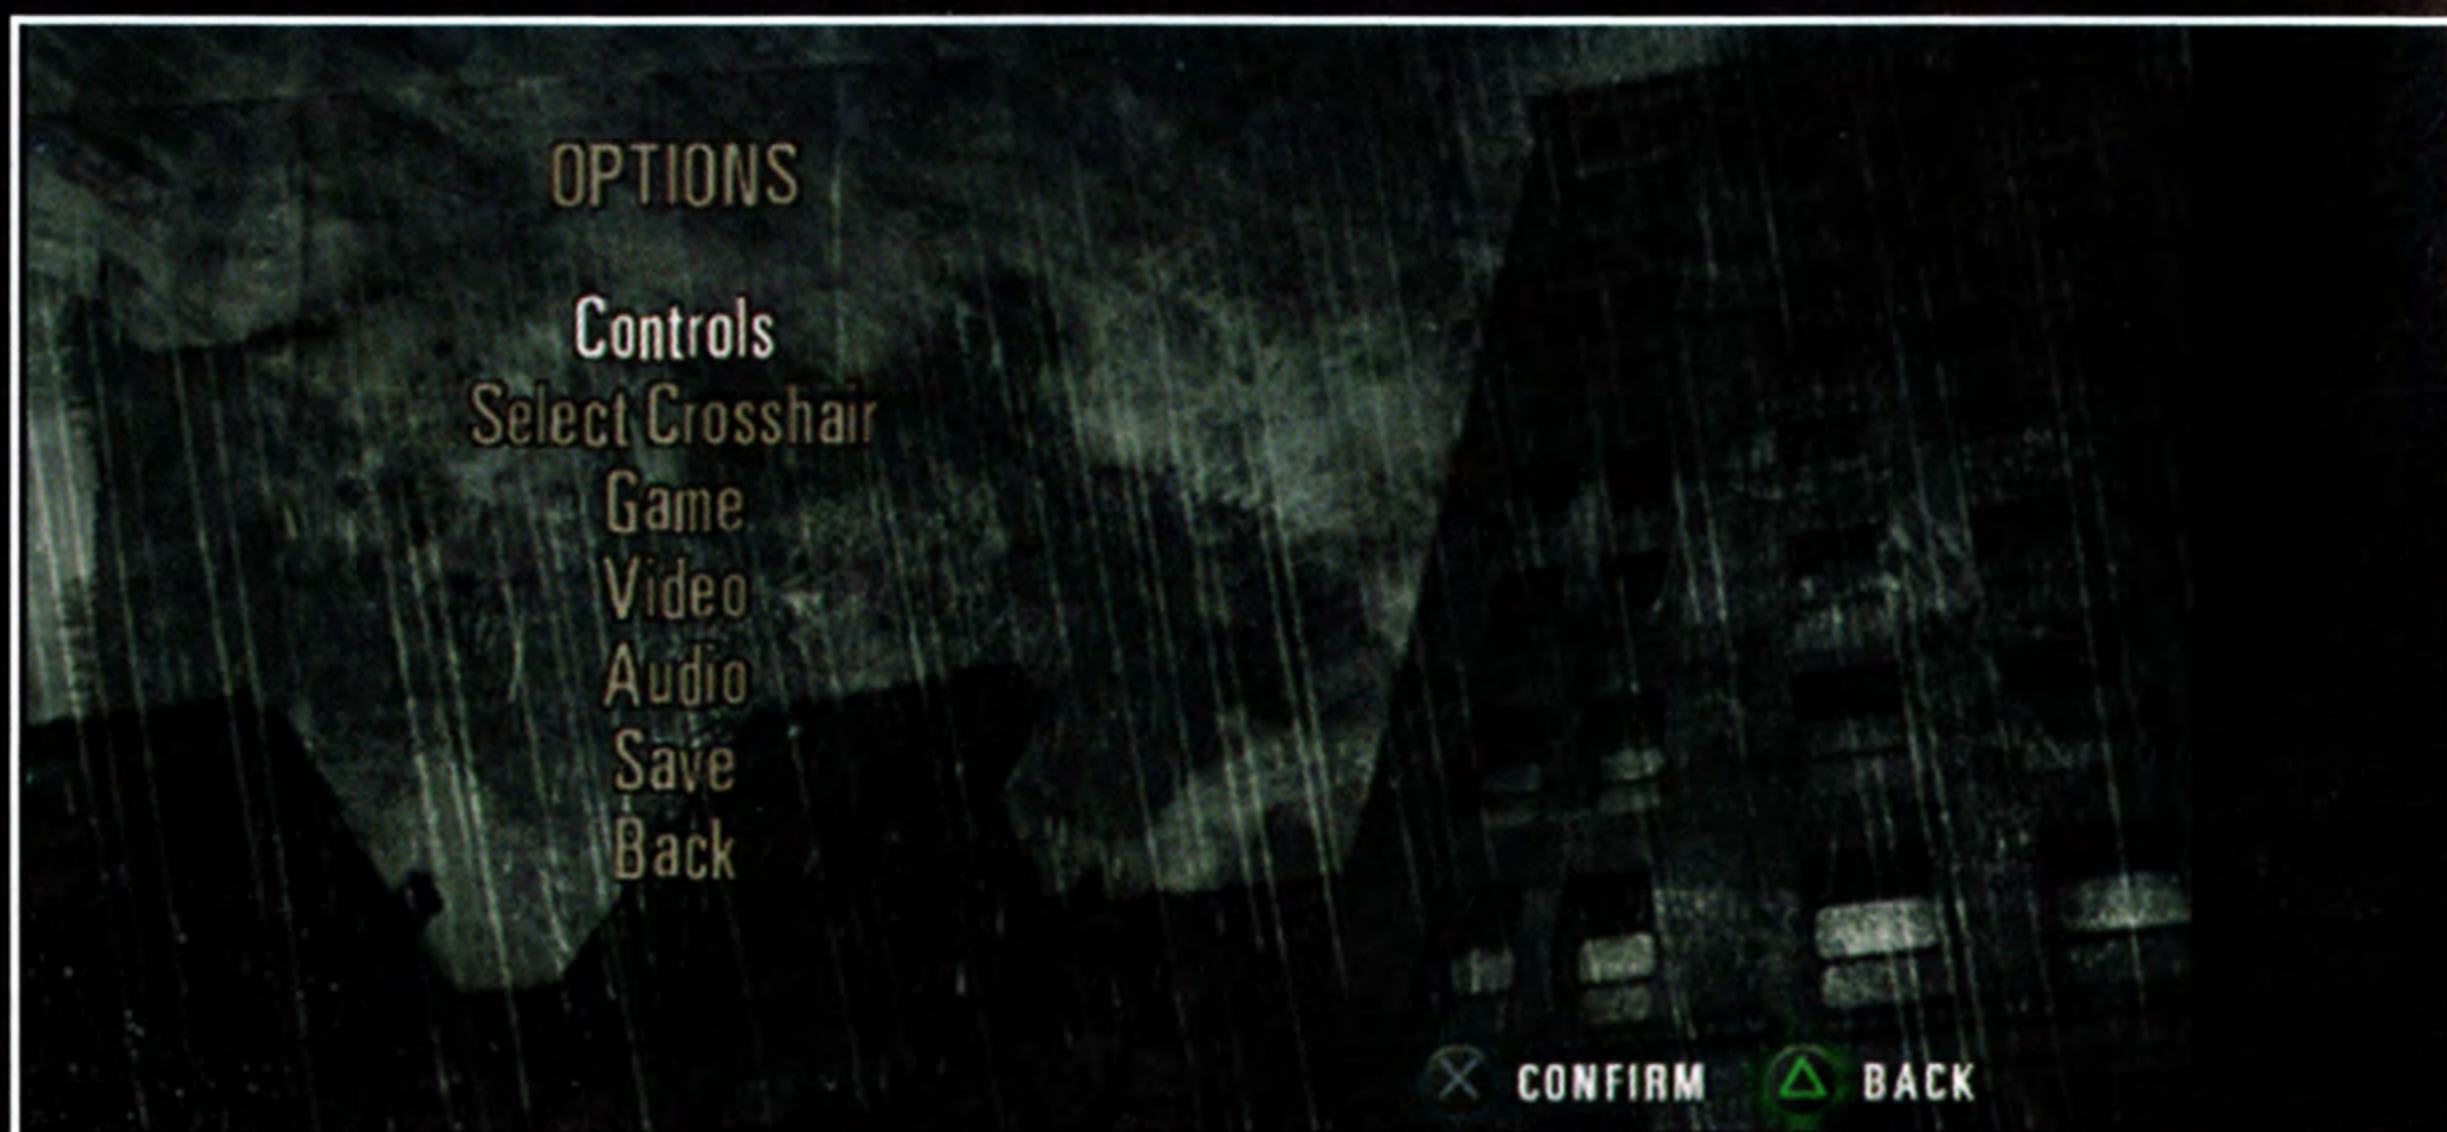 OPTIONS
Controls
Select Crosshair
Game
Video
Audio
Save
Back
CONFIRM BACK